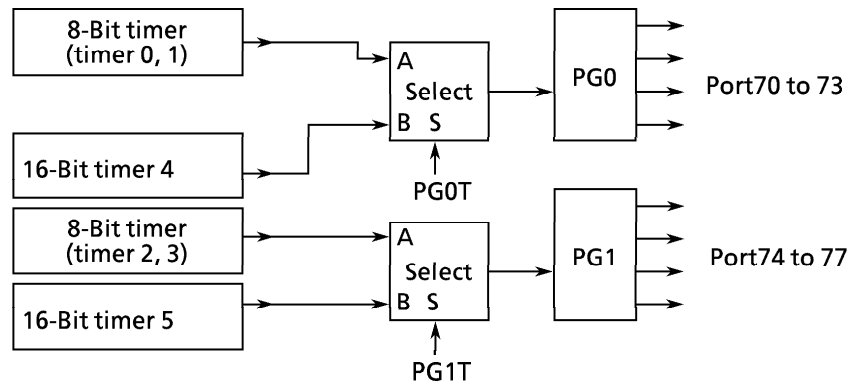 8-Bit timer
(timer 0, 1)
16-Bit timer 4
A
Select
B S
PG0T
PG0
Port70 to 73
8-Bit timer
(timer 2, 3)
16-Bit timer 5
A
Select
B S
PG1T
PG1
Port74 to 77